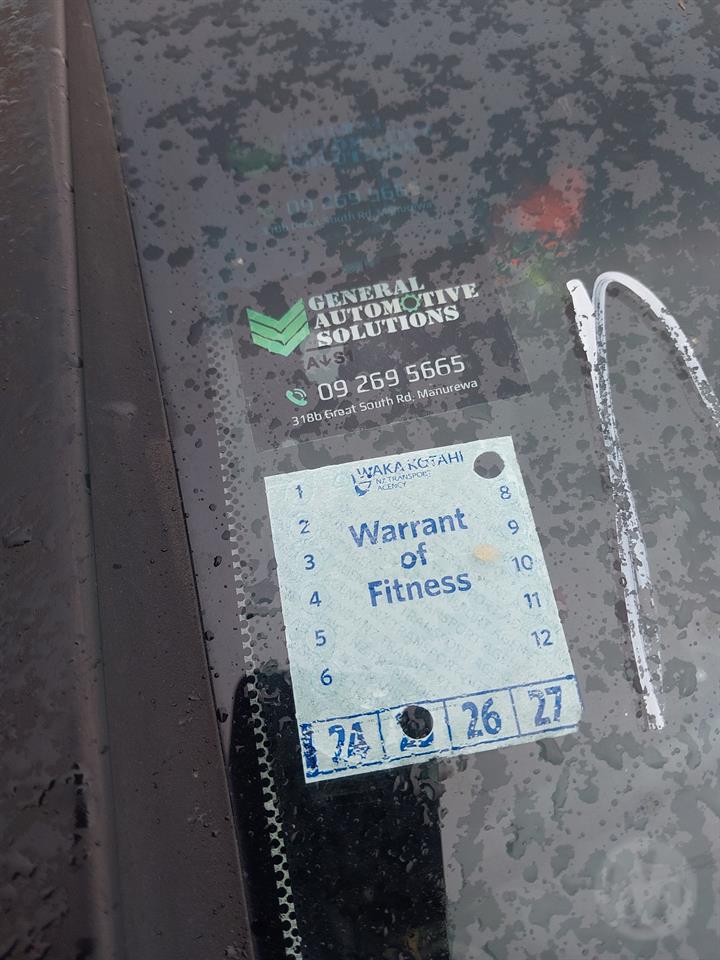 GENERAL
AUTOMOTIVE
SOLUTIONS
09 269 5665
318b Great South Rd. Manurewa
WAKA KOTAHI
NZ TRANSPORT
AGENCY
Warrant
of
Fitness
1
2
3
4
5
6
8
9
10
11
12
24 25 26 27